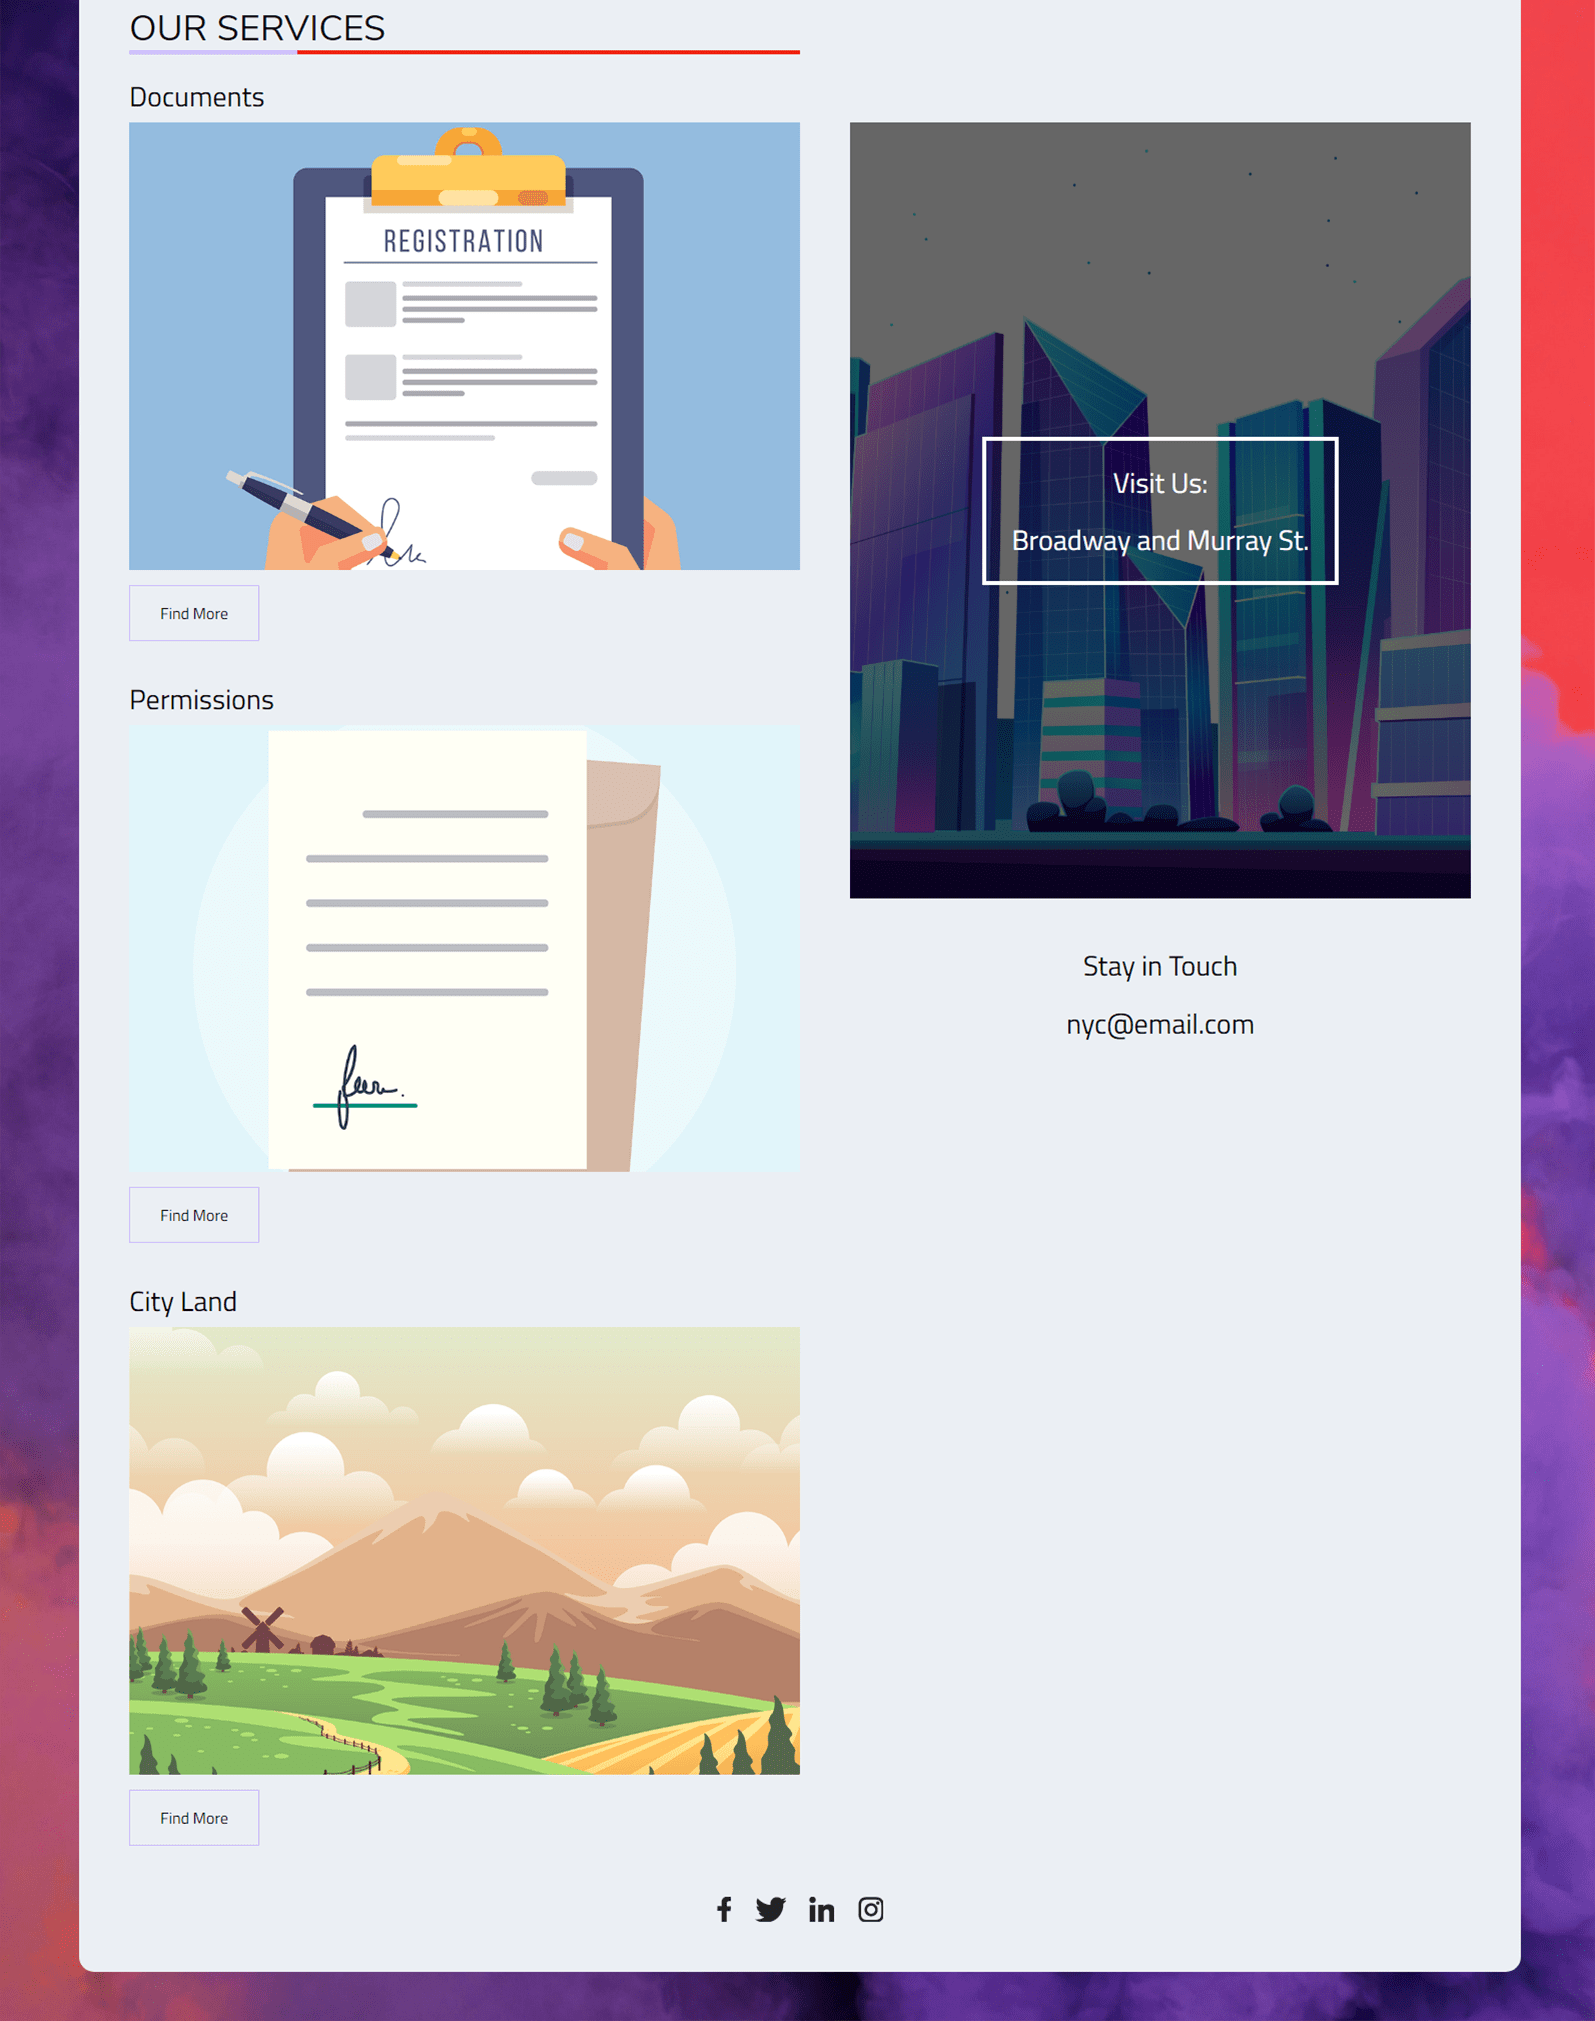 OUR SERVICES
Documents
REGISTRATION
Find More
Permissions
Find More
City Land
Find More
Visit Us:
Broadway and Murray St.
Stay in Touch
nyc@email.com